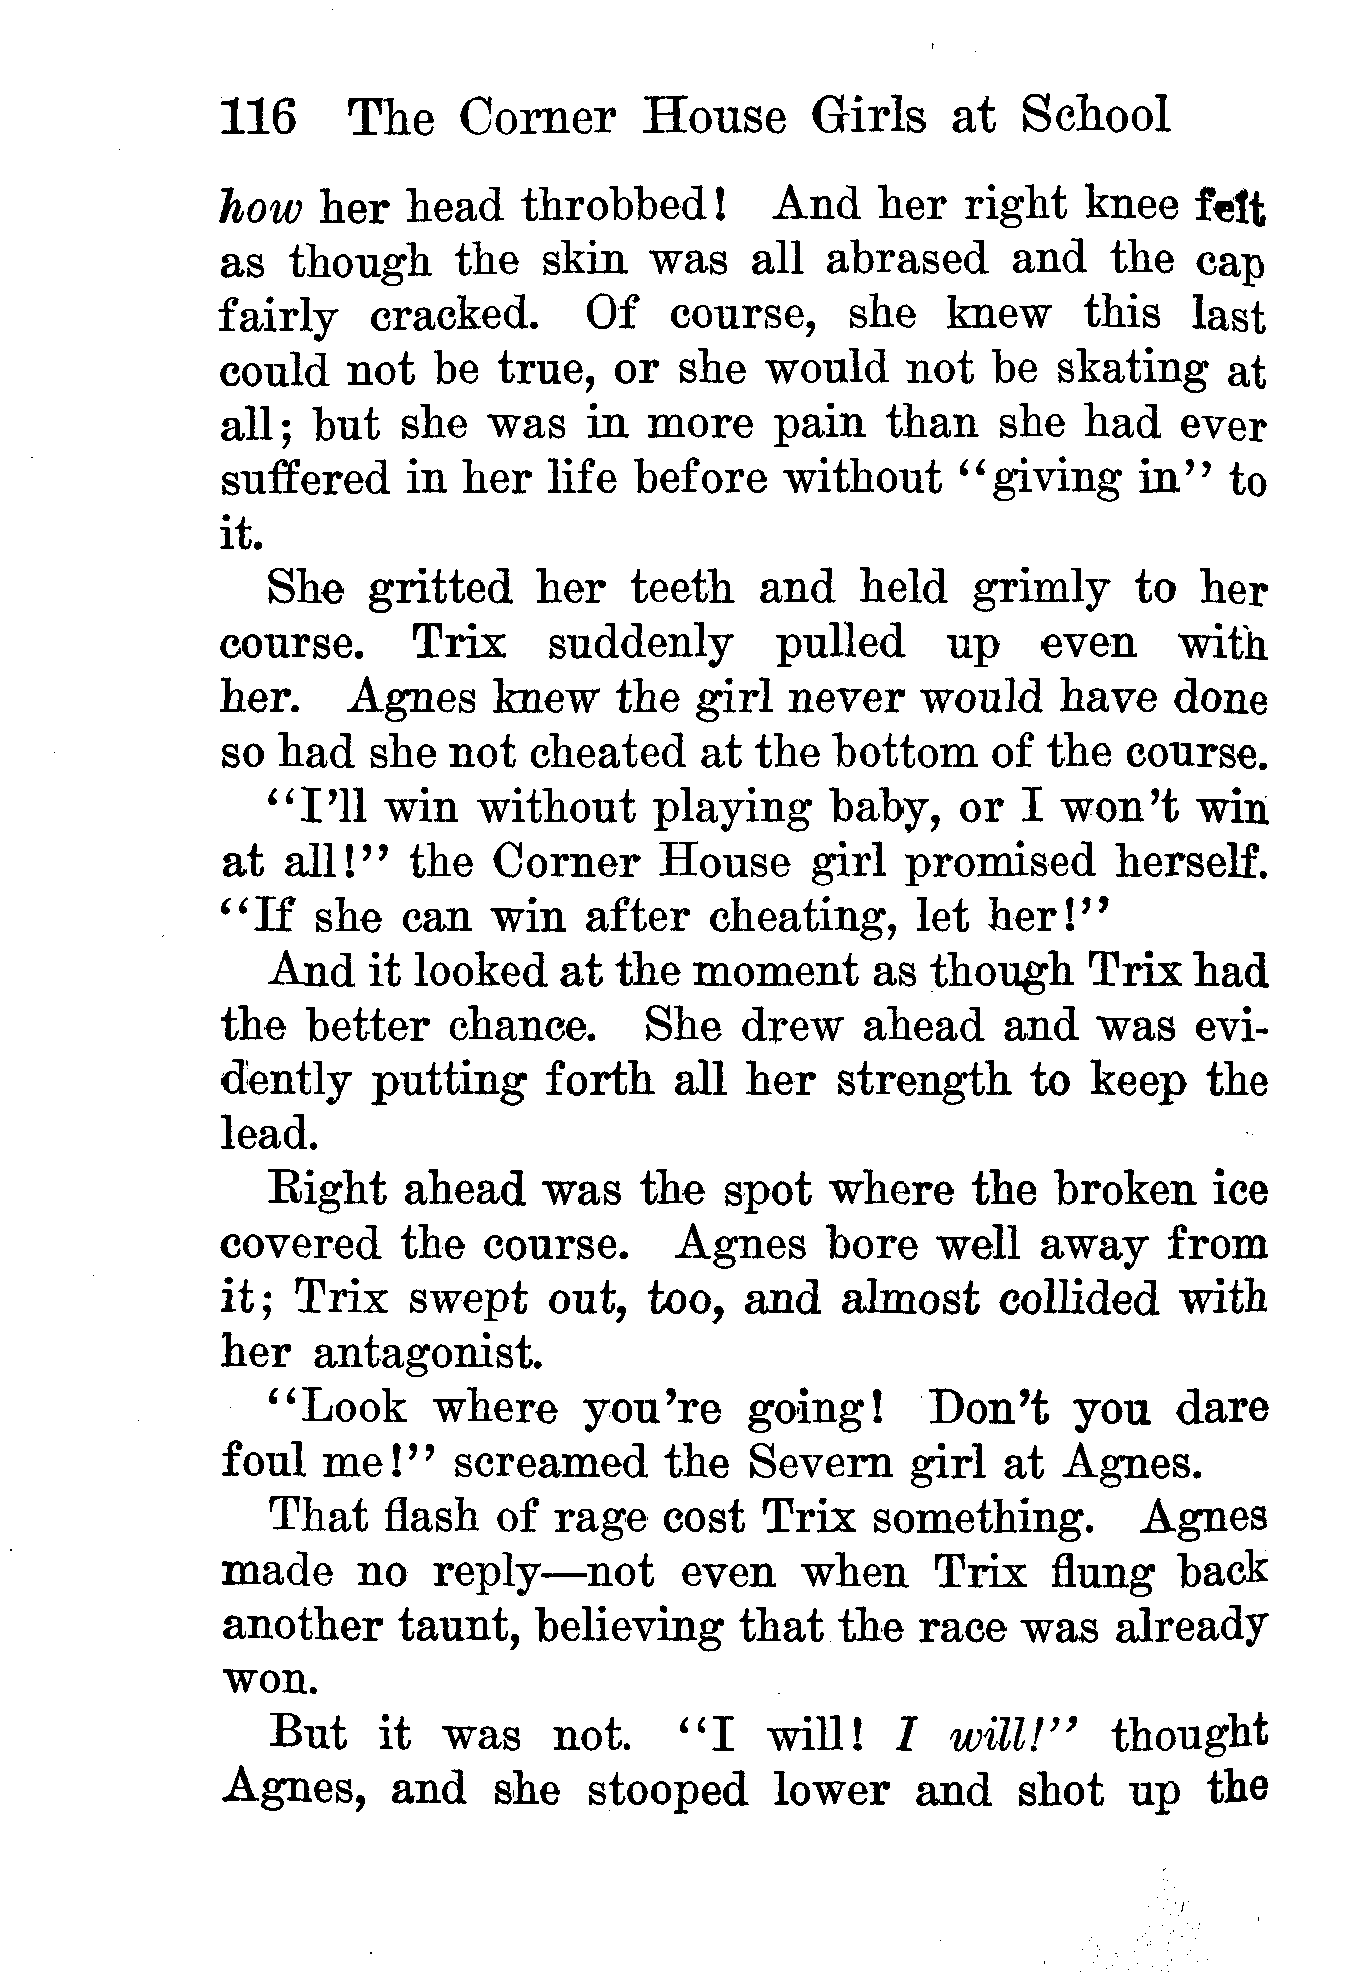 116 The Corner House Girls at School
how her head throbbed! And her right knee felt
as though the skin was all abrased and the cap
fairly cracked. Of course, she knew this last
could not be true, or she would not be skating at
all; but she was in more pain than she had ever
suffered in her life before without "giving in" to
it.
She gritted her teeth and held grimly to her
course. Trix suddenly pulled up even with
her. Agnes knew the girl never would have done
so had she not cheated at the bottom of the course.
"I'll win without playing baby, or I won't win
at all!" the Corner House girl promised herself.
"If she can win after cheating, let her!"
And it looked at the moment as though Trix had
the better chance. She drew ahead and was evi-
dently putting forth all her strength to keep the
lead.
Right ahead was the spot where the broken ice
covered the course. Agnes bore well away from
it; Trix swept out, too, and almost collided with
her antagonist.
"Look where you're going! Don't you dare
foul me!" screamed the Severn girl at Agnes.
That flash of rage cost Trix something. Agnes
made no reply—not even when Trix flung back
another taunt, believing that the race was already
won.
But it was not. "I will! I will!" thought
Agnes, and she stooped lower and shot up the